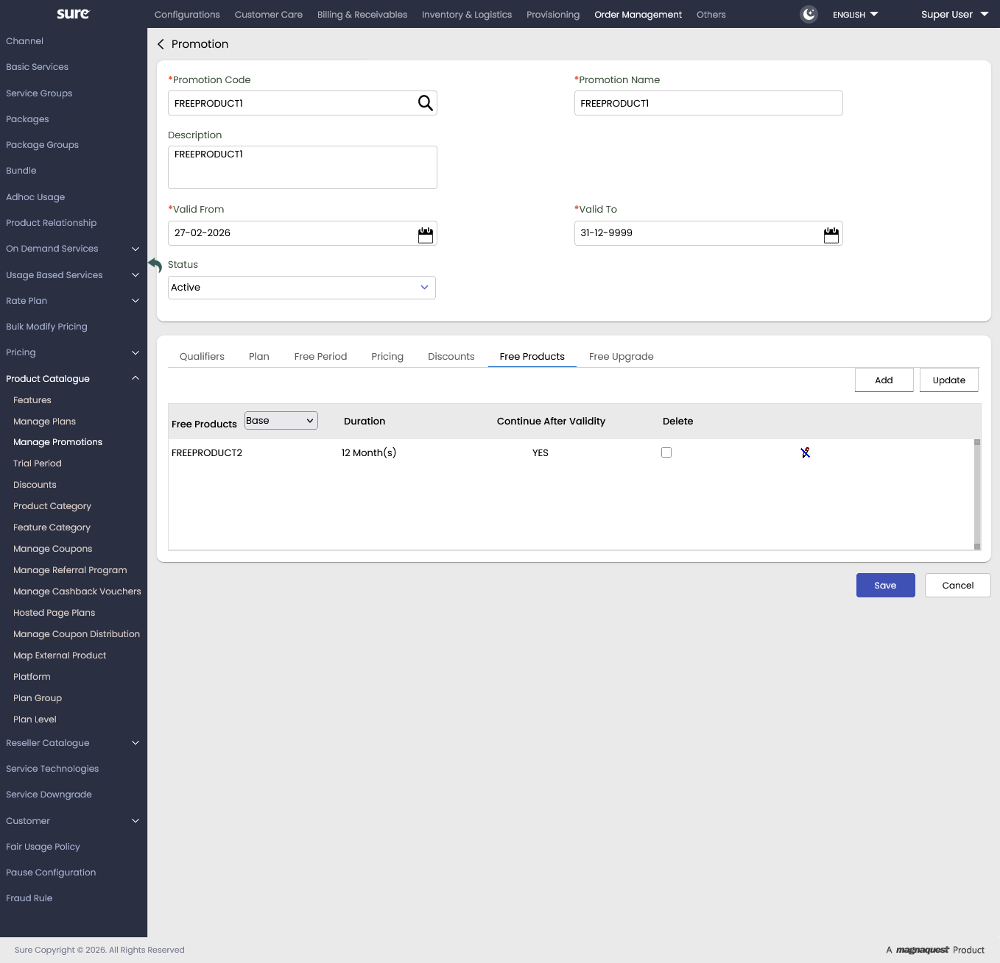 sure
Configurations Customer Care Billing & Receivables Inventory & Logistics Provisioning Order Management Others ENGLISH Super User
Channel
Basic Services
Service Groups
Packages
Package Groups
Bundle
Adhoc Usage
Product Relationship
On Demand Services
Usage Based Services
Rate Plan
Bulk Modify Pricing
Pricing
Product Catalogue
Features
Manage Plans
Manage Promotions
Trial Period
Discounts
Product Category
Feature Category
Manage Coupons
Manage Referral Program
Manage Cashback Vouchers
Hosted Page Plans
Manage Coupon Distribution
Map External Product
Platform
Plan Group
Plan Level
Reseller Catalogue
Service Technologies
Service Downgrade
Customer
Fair Usage Policy
Pause Configuration
Fraud Rule
Promotion
*Promotion Code *Promotion Name
FREEPRODUCT1 FREEPRODUCT1
Description
FREEPRODUCT1
*Valid From *Valid To
27-02-2026 31-12-9999
Status
Active
Qualifiers Plan Free Period Pricing Discounts Free Products Free Upgrade
Add Update
Free Products Base Duration Continue After Validity Delete
FREEPRODUCT2 12 Month(s) YES
Save Cancel
Sure Copyright © 2026. All Rights Reserved A magnaquest Product